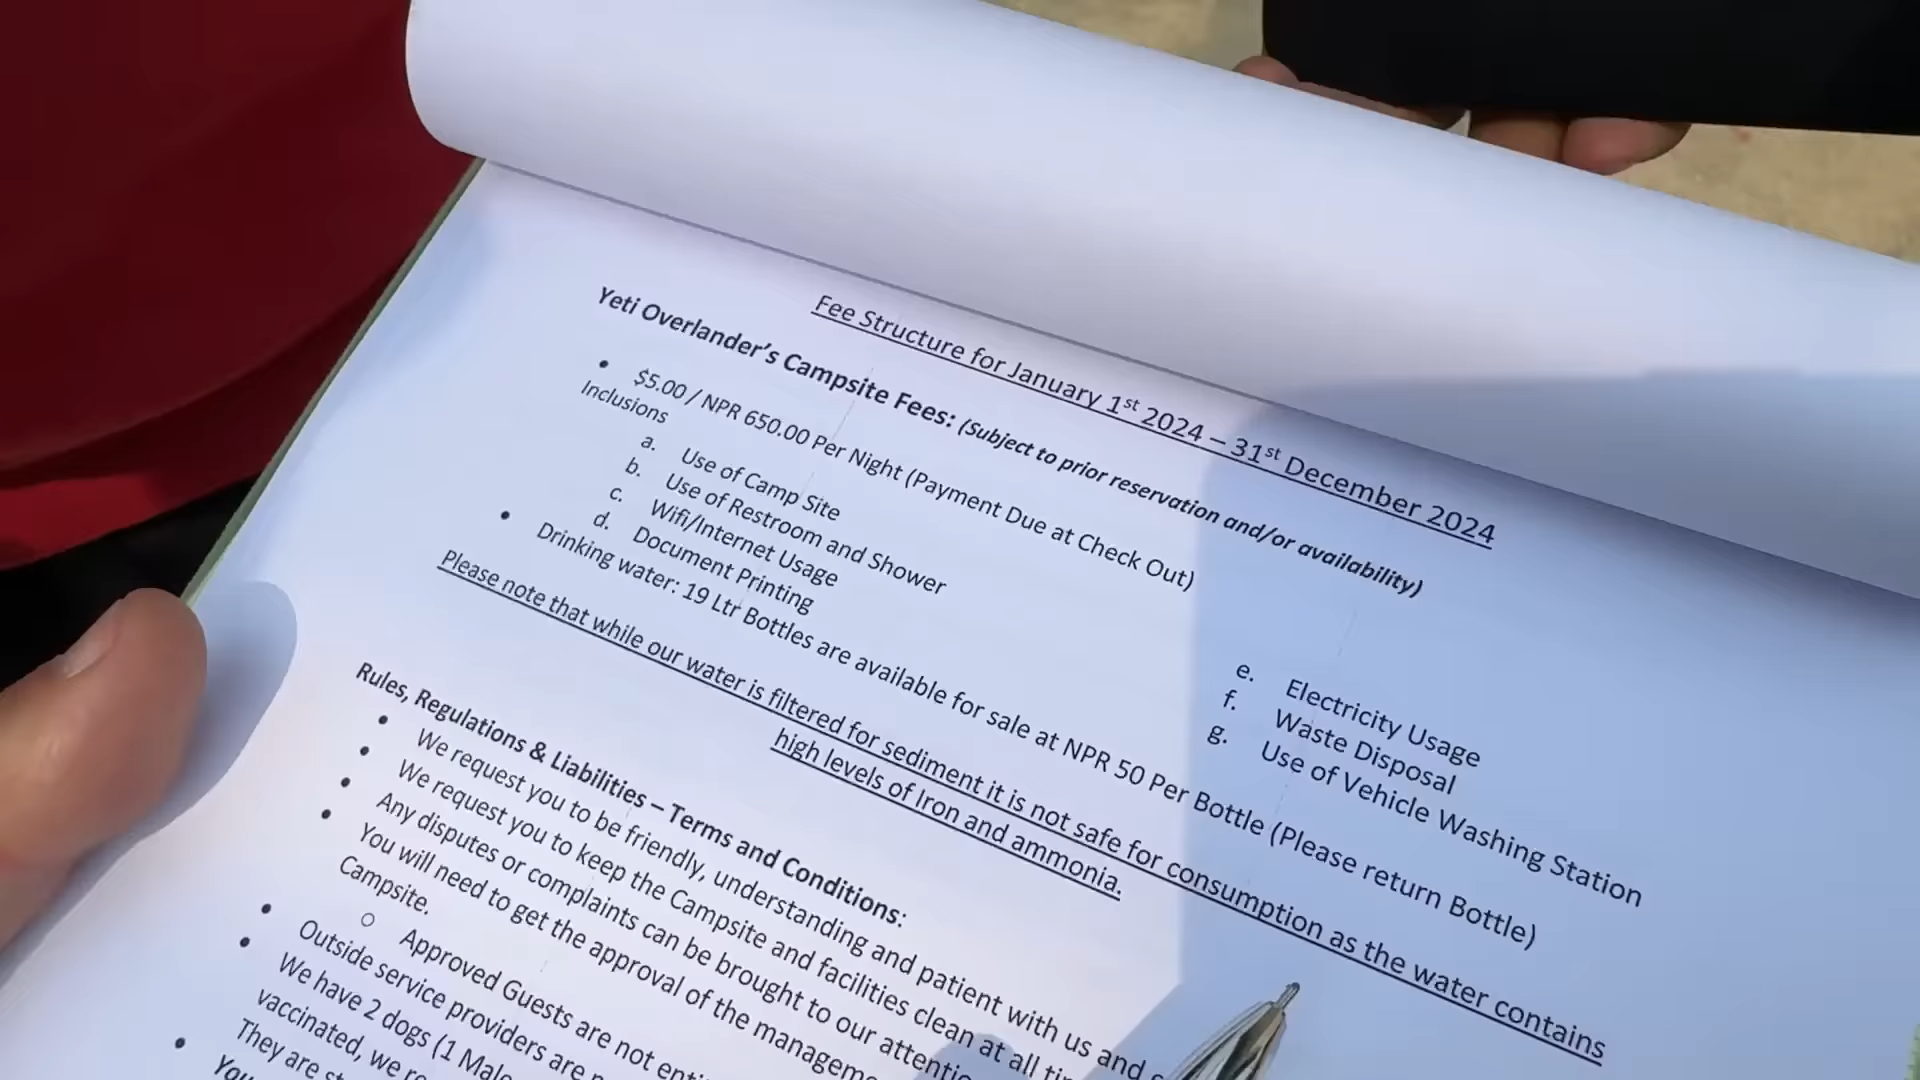 Fee Structure for January 1st 2024 – 31st December 2024
Yeti Overlander's Campsite Fees: (Subject to prior reservation and/or availability)
• $5.00 / NPR 650.00 Per Night (Payment Due at Check Out)
Inclusions
a. Use of Camp Site
b. Use of Restroom and Shower
c. Wifi/Internet Usage
d. Document Printing
e. Electricity Usage
f. Waste Disposal
g. Use of Vehicle Washing Station
• Drinking water: 19 Ltr Bottles are available for sale at NPR 50 Per Bottle (Please return Bottle)
Please note that while our water is filtered for sediment it is not safe for consumption as the water contains
high levels of Iron and ammonia.
Rules, Regulations & Liabilities – Terms and Conditions:
• We request you to be friendly, understanding and patient with us and
• We request you to keep the Campsite and facilities clean at all
• Any disputes or complaints can be brought to our
• You will need to get the approval of the
Campsite.
○ Approved Guests are not
• Outside service providers are
• We have 2 dogs (1 Male
vaccinated, we
They are
•